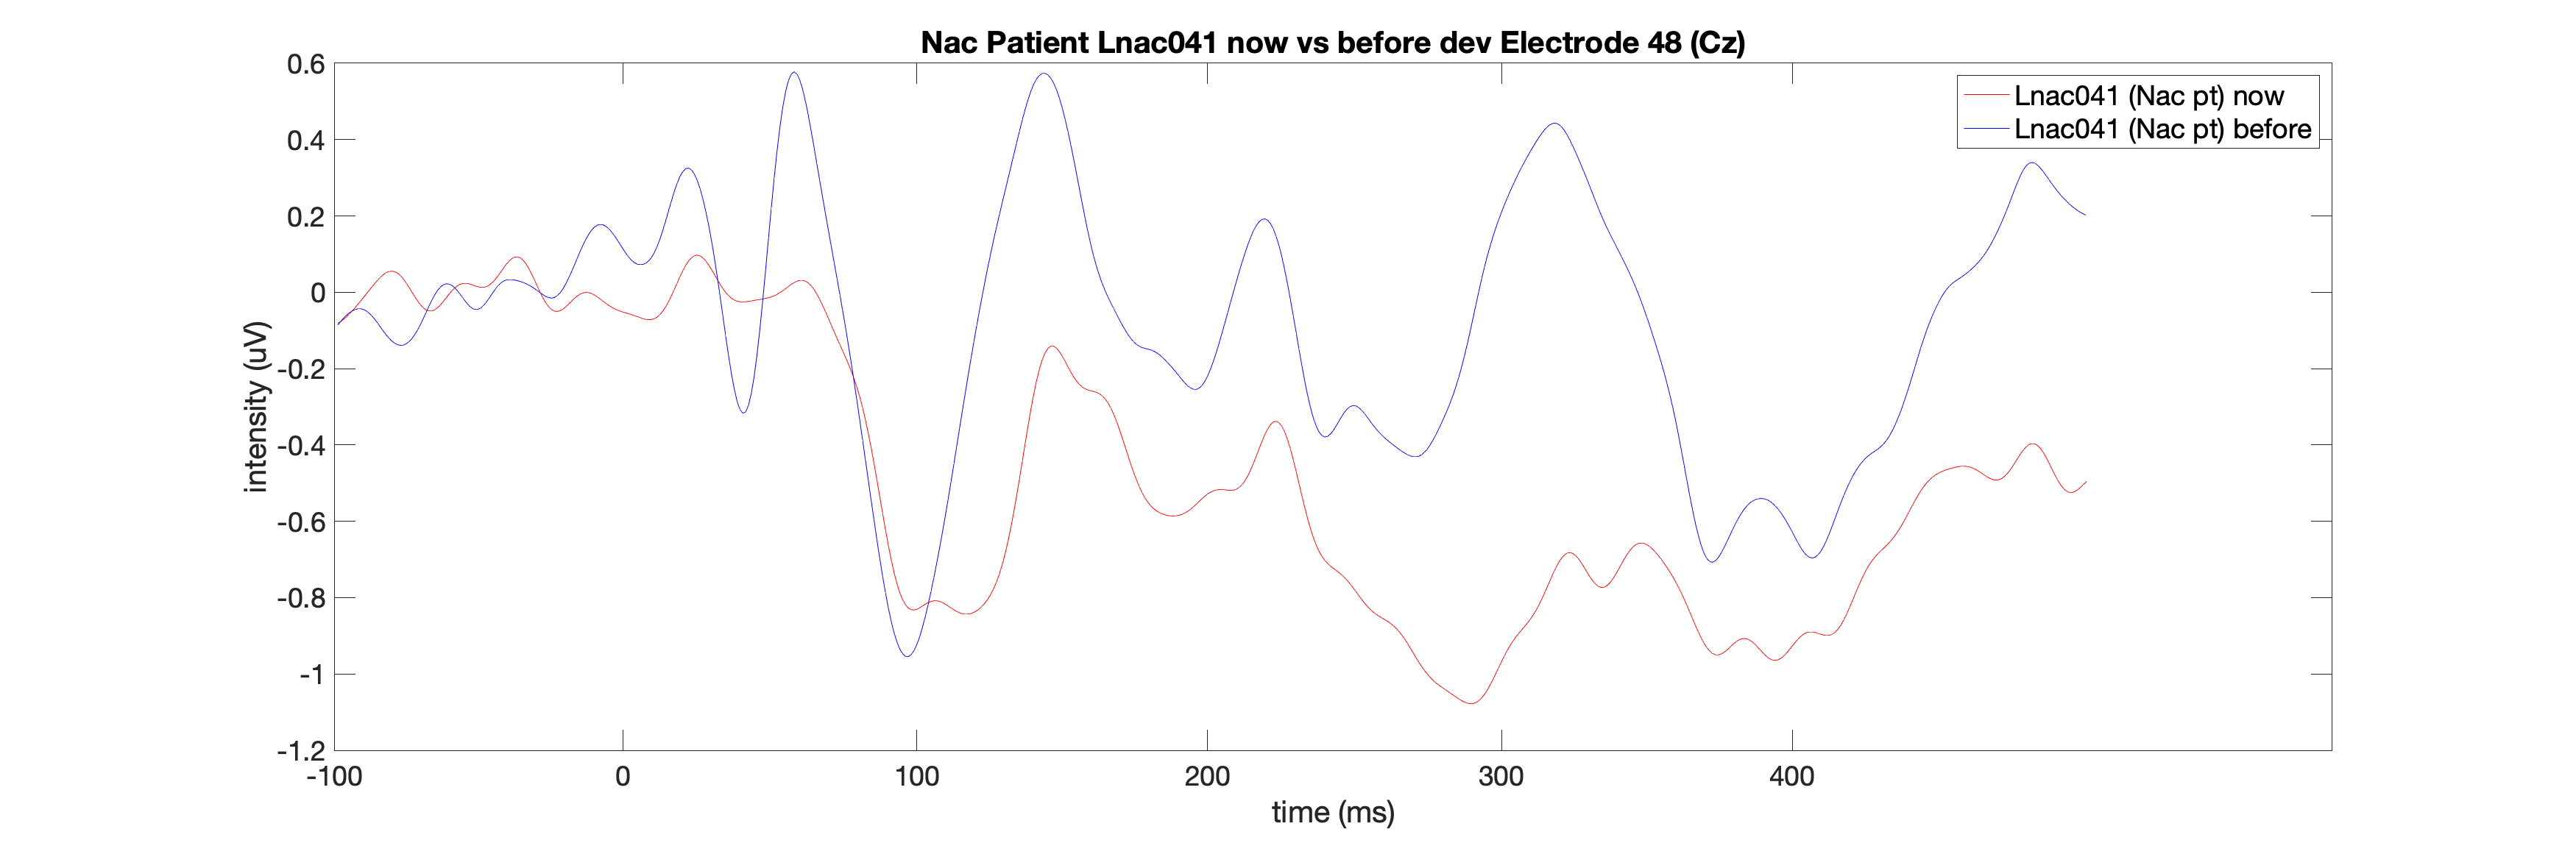 Nac Patient Lnac041 now vs before dev Electrode 48 (Cz)
Lnac041 (Nac pt) now
Lnac041 (Nac pt) before
intensity (uV)
0.6
0.4
0.2
0
-0.2
-0.4
-0.6
-0.8
-1
-1.2
-100 0 100 200 300 400
time (ms)